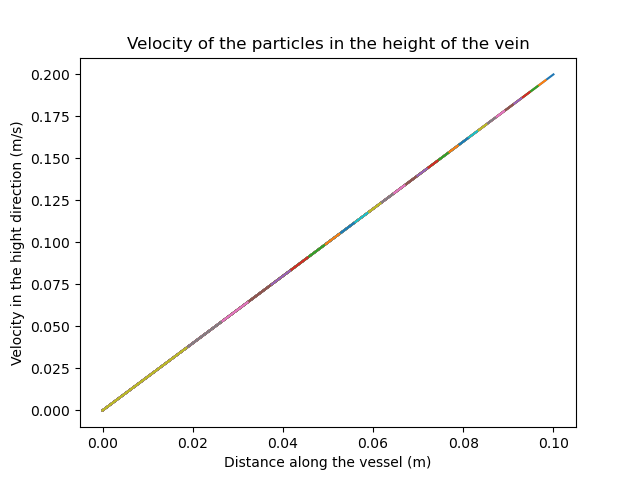 Velocity of the particles in the height of the vein
0.200
0.175
0.150
0.125
0.100
0.075
0.050
0.025
0.000
Velocity in the hight direction (m/s)
0.00 0.02 0.04 0.06 0.08 0.10
Distance along the vessel (m)